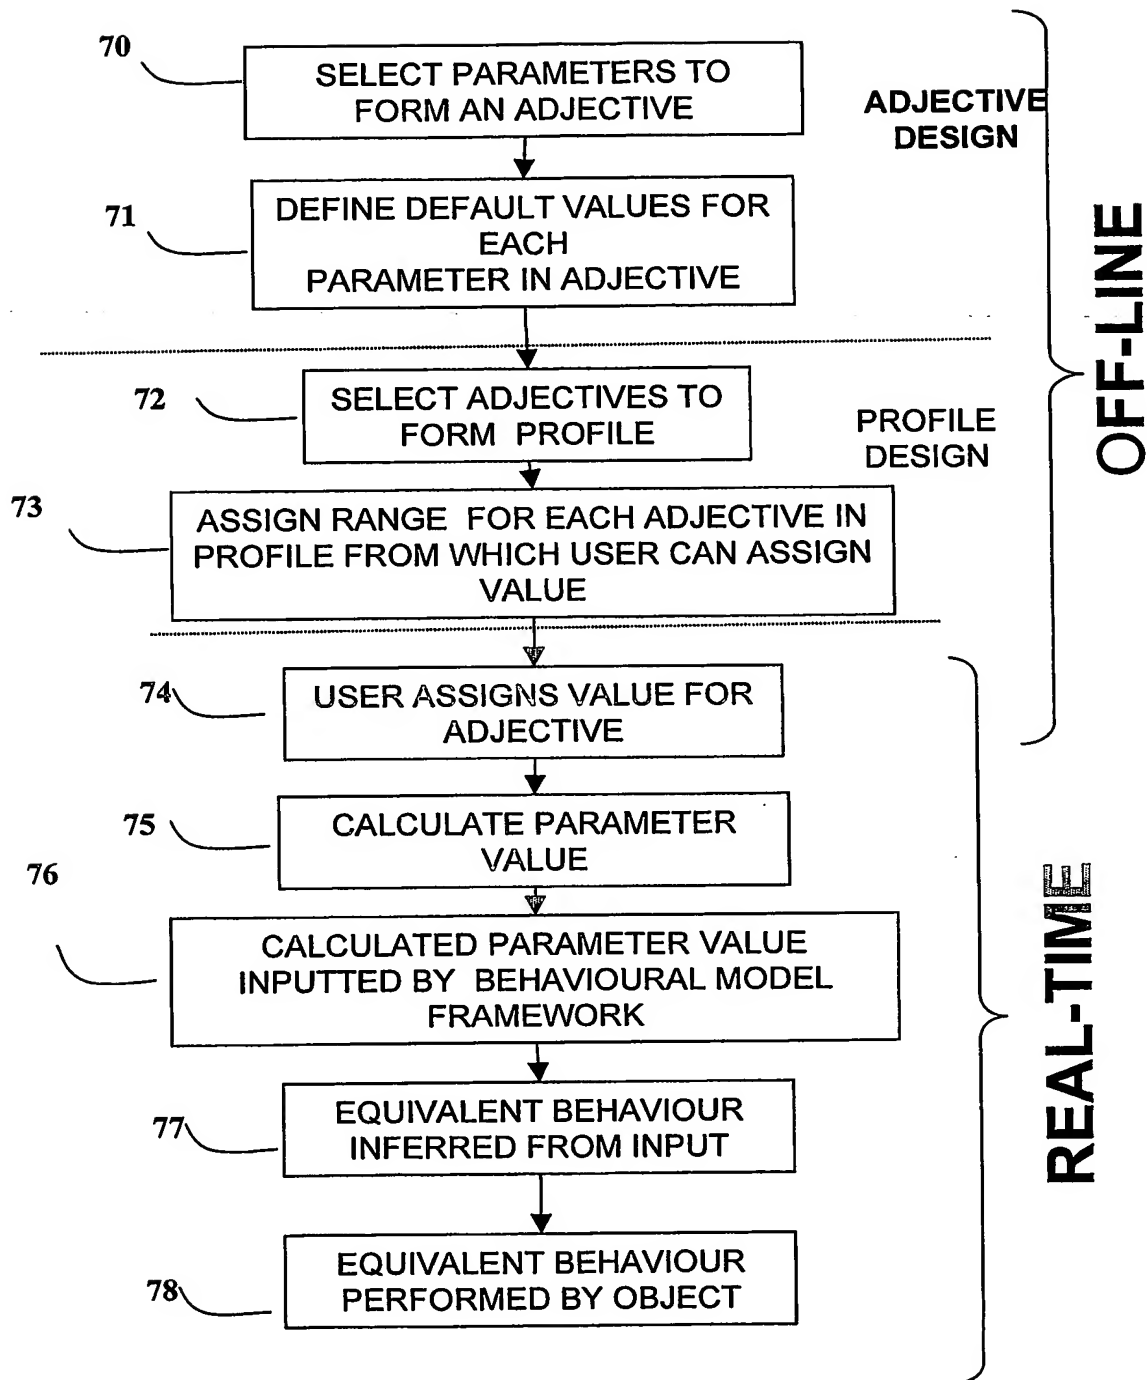 70
SELECT PARAMETERS TO
FORM AN ADJECTIVE
ADJECTIVE
DESIGN
71
DEFINE DEFAULT VALUES FOR
EACH
PARAMETER IN ADJECTIVE
OFF-LINE
72
SELECT ADJECTIVES TO
FORM PROFILE
PROFILE
DESIGN
73
ASSIGN RANGE FOR EACH ADJECTIVE IN
PROFILE FROM WHICH USER CAN ASSIGN
VALUE
74
USER ASSIGNS VALUE FOR
ADJECTIVE
75
CALCULATE PARAMETER
VALUE
76
CALCULATED PARAMETER VALUE
INPUTTED BY BEHAVIOURAL MODEL
FRAMEWORK
REAL-TIME
77
EQUIVALENT BEHAVIOUR
INFERRED FROM INPUT
78
EQUIVALENT BEHAVIOUR
PERFORMED BY OBJECT